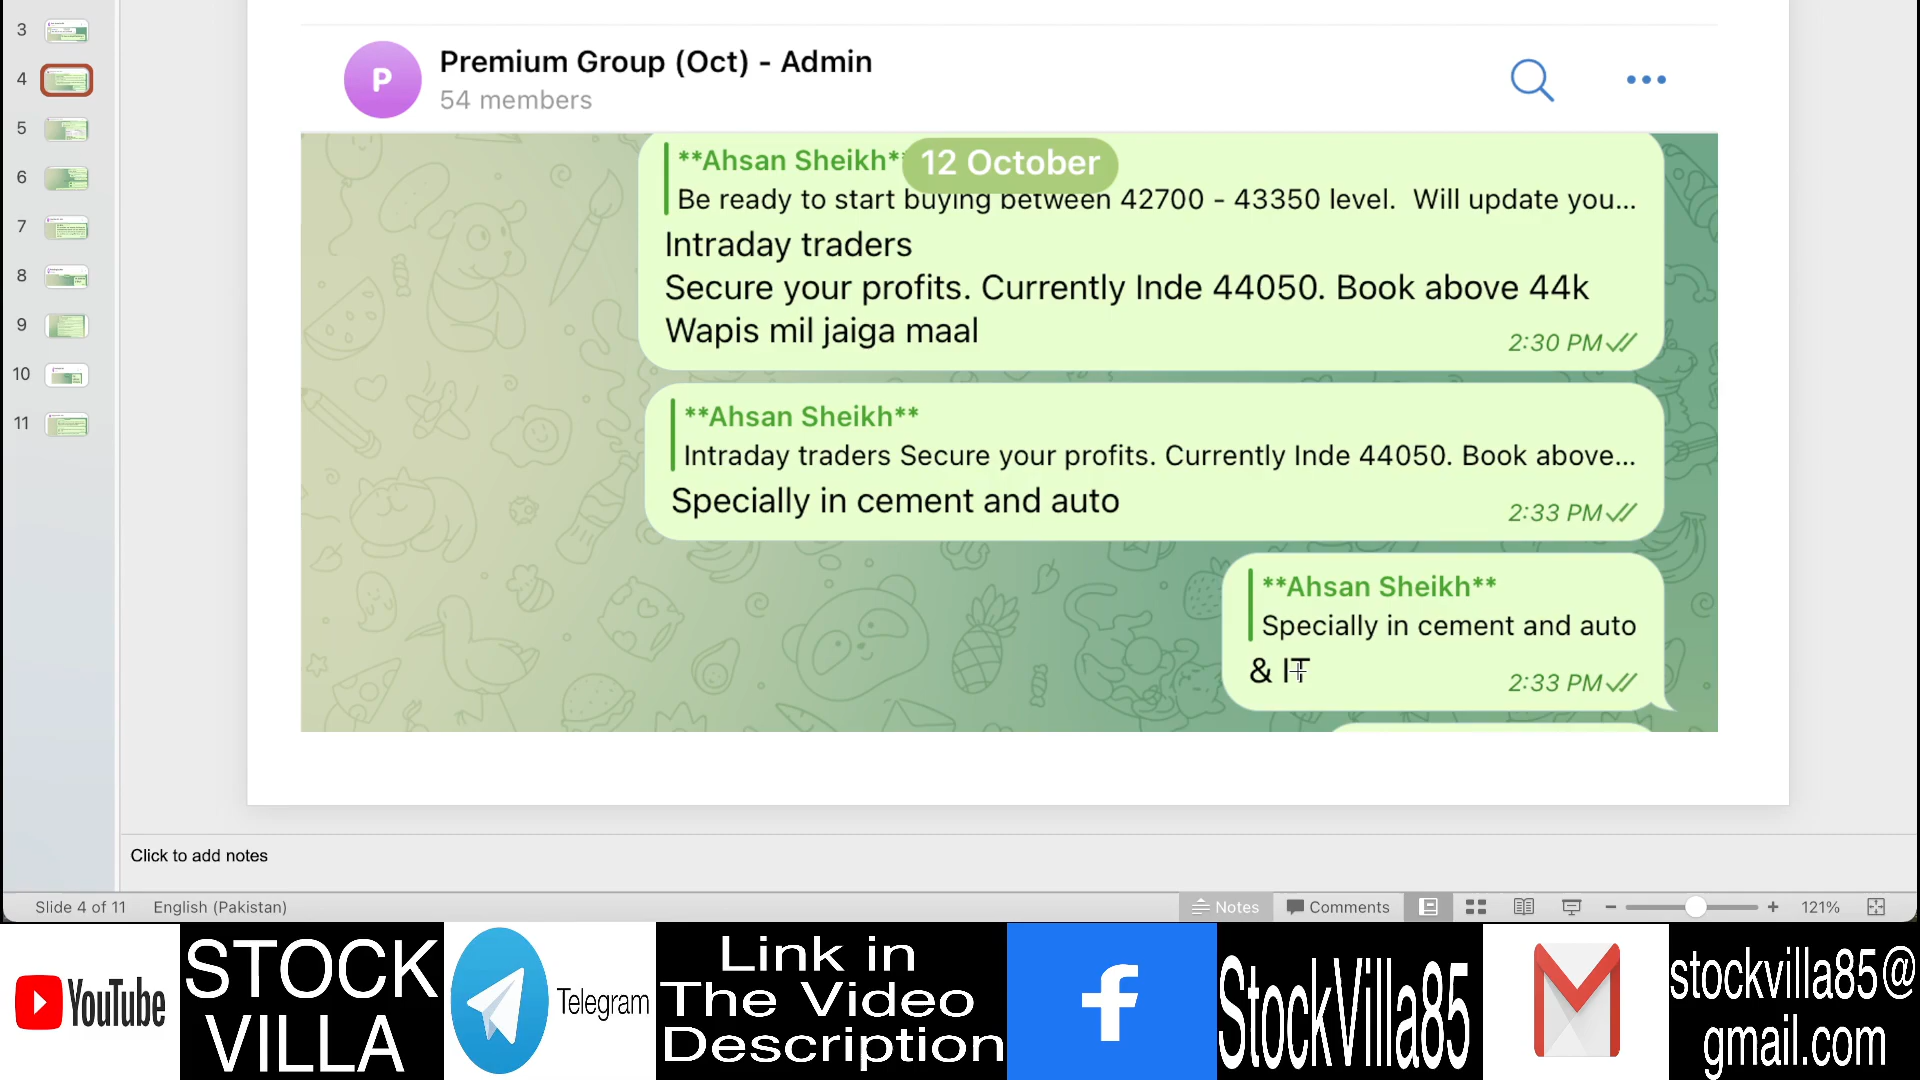 3
4
5
6
7
8
9
10
11
P
Premium Group (Oct) - Admin
54 members
12 October
**Ahsan Sheikh**
Be ready to start buying between 42700 - 43350 level. Will update you...
Intraday traders
Secure your profits. Currently Inde 44050. Book above 44k
Wapis mil jaiga maal
2:30 PM
**Ahsan Sheikh**
Intraday traders Secure your profits. Currently Inde 44050. Book above...
Specially in cement and auto
2:33 PM
**Ahsan Sheikh**
Specially in cement and auto
& IT
2:33 PM
Click to add notes
Slide 4 of 11
English (Pakistan)
Notes
Comments
121%
YouTube
STOCK
VILLA
Telegram
Link in
The Video
Description
f
StockVilla85
stockvilla85@
gmail.com